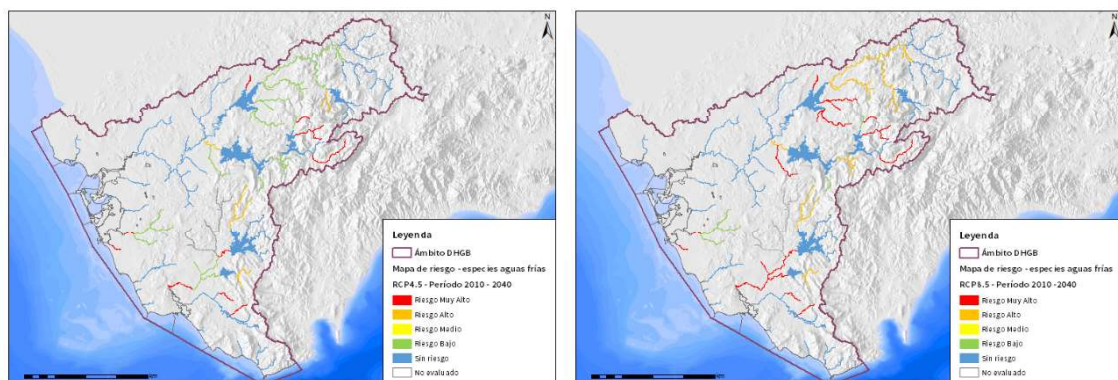 N
Leyenda
Ámbito DHGB
Mapa de riesgo - especies aguas frías
RCP4.5 - Período 2010 - 2040
Riesgo Muy Alto
Riesgo Alto
Riesgo Medio
Riesgo Bajo
Sin riesgo
No evaluado
N
Leyenda
Ámbito DHGB
Mapa de riesgo - especies aguas frías
Período 2010 -2040
Riesgo Muy Alto
Riesgo Alto
Riesgo Medio
Riesgo Bajo
Sin riesgo
No evaluado